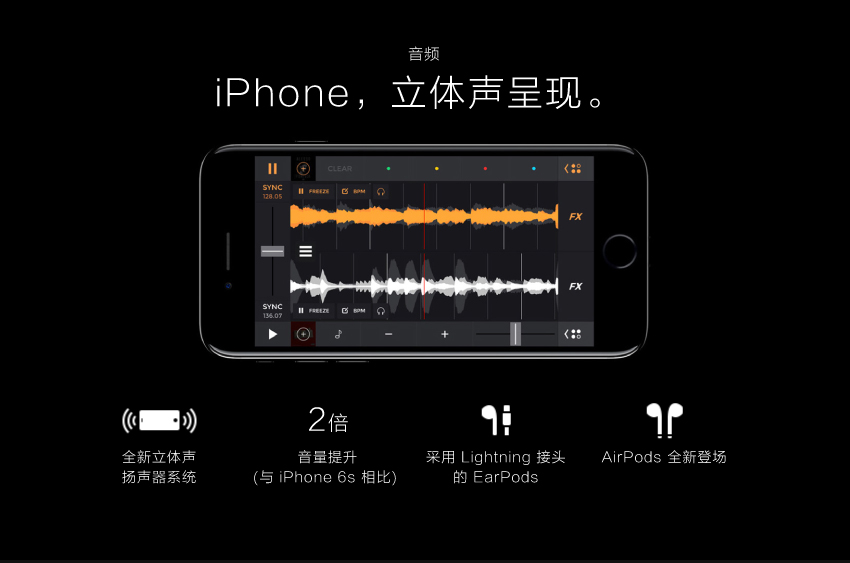 音频
iPhone，立体声呈现。
CLEAR
SYNC
128.05
FREEZE
BPM
FX
SYNC
136.07
FREEZE
BPM
FX
2倍
全新立体声
扬声器系统
音量提升
(与 iPhone 6s 相比)
采用 Lightning 接头
的 EarPods
AirPods 全新登场